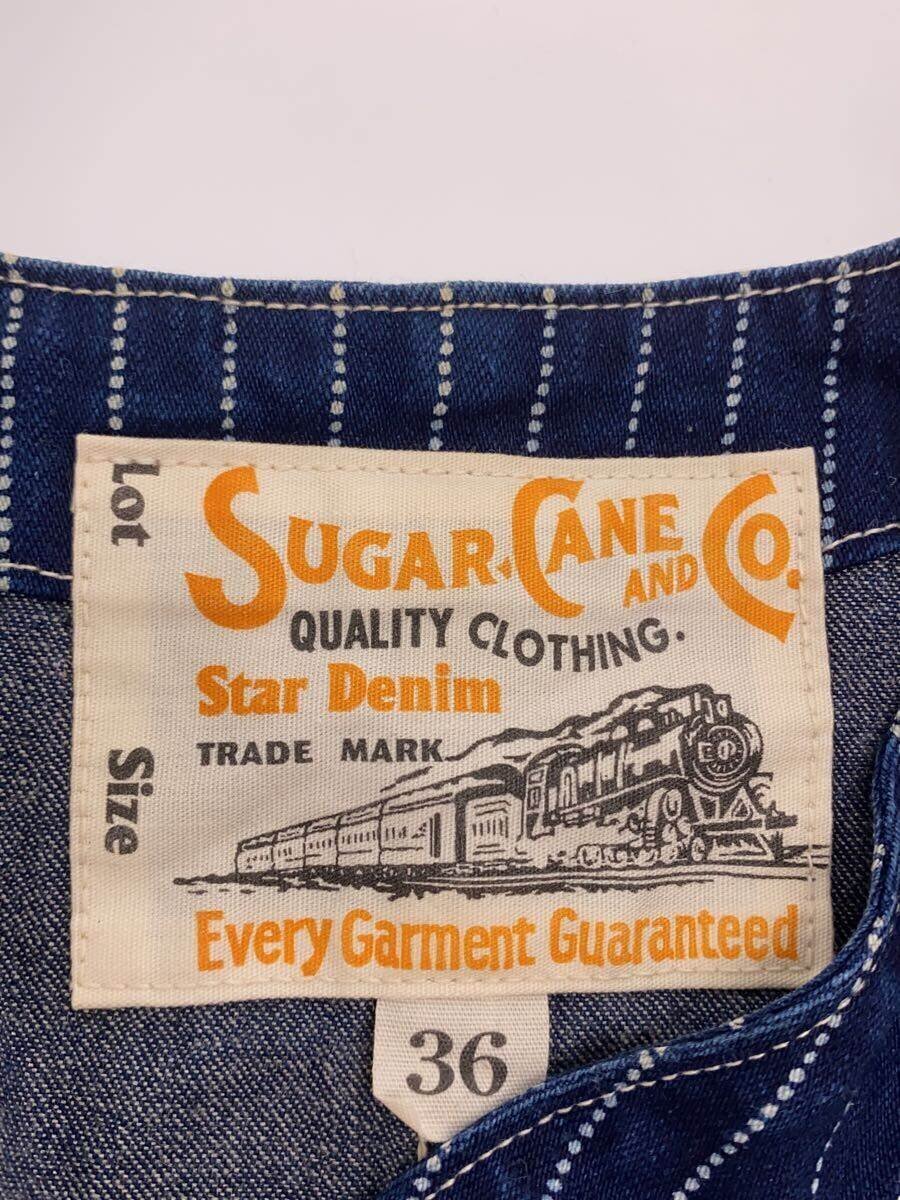 Lot
Size
SUGAR CANE AND CO.
QUALITY CLOTHING.
Star Denim
TRADE MARK
Every Garment Guaranteed
36